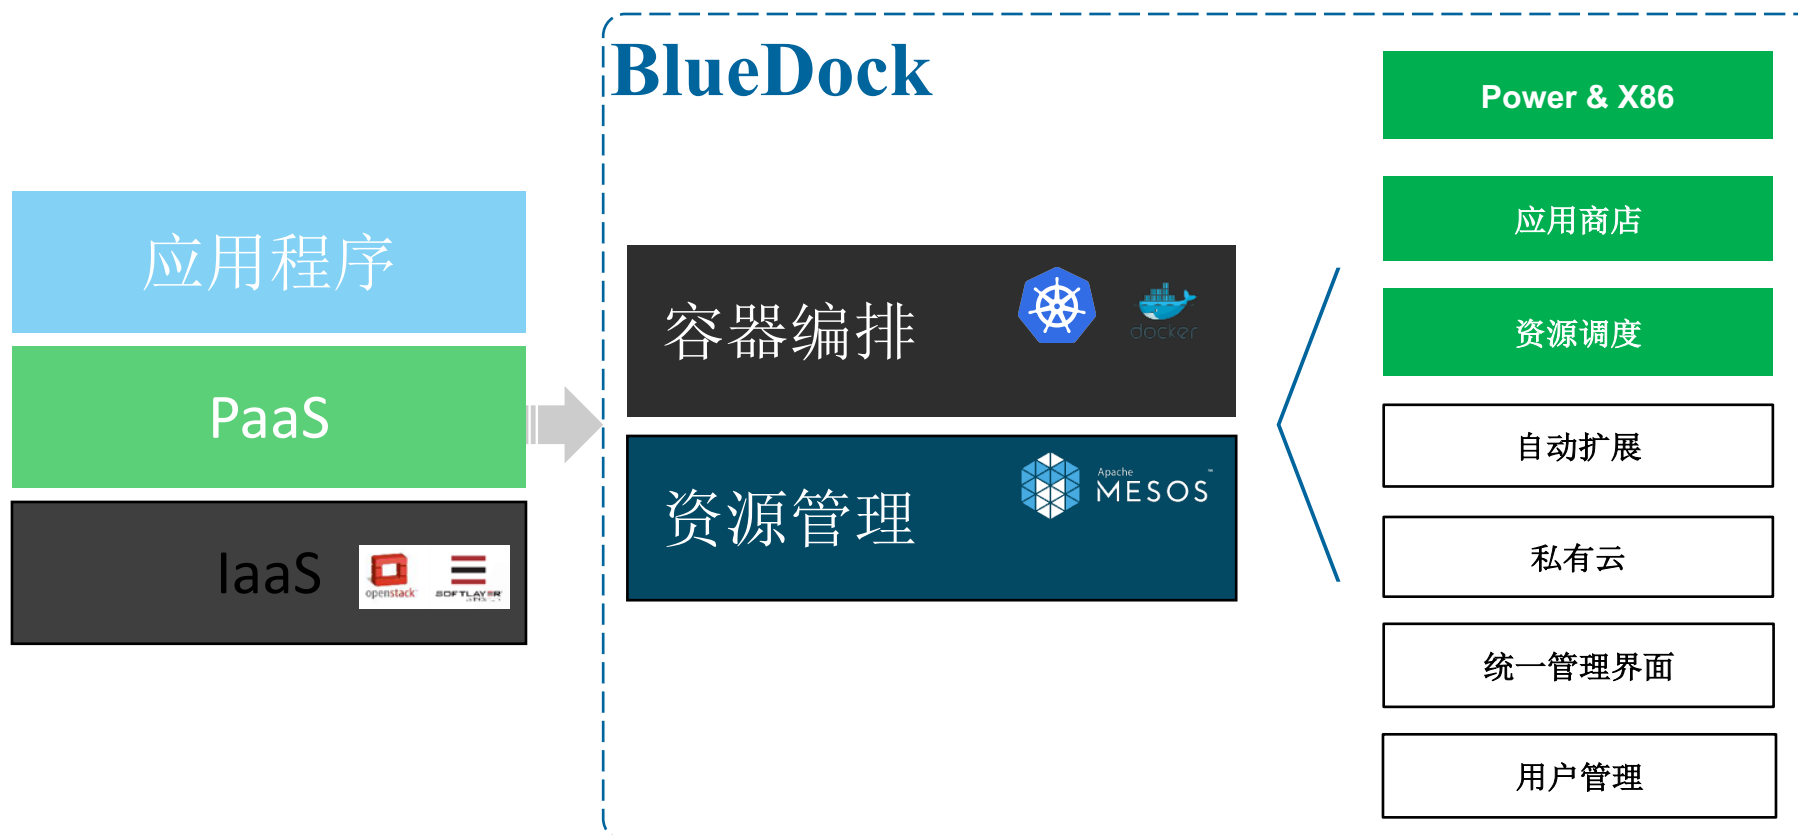 BlueDock
应用程序
PaaS
IaaS
openstack
SOFTLAYER
容器编排
docker
资源管理
Apache
MESOS™
Power & X86
应用商店
资源调度
自动扩展
私有云
统一管理界面
用户管理